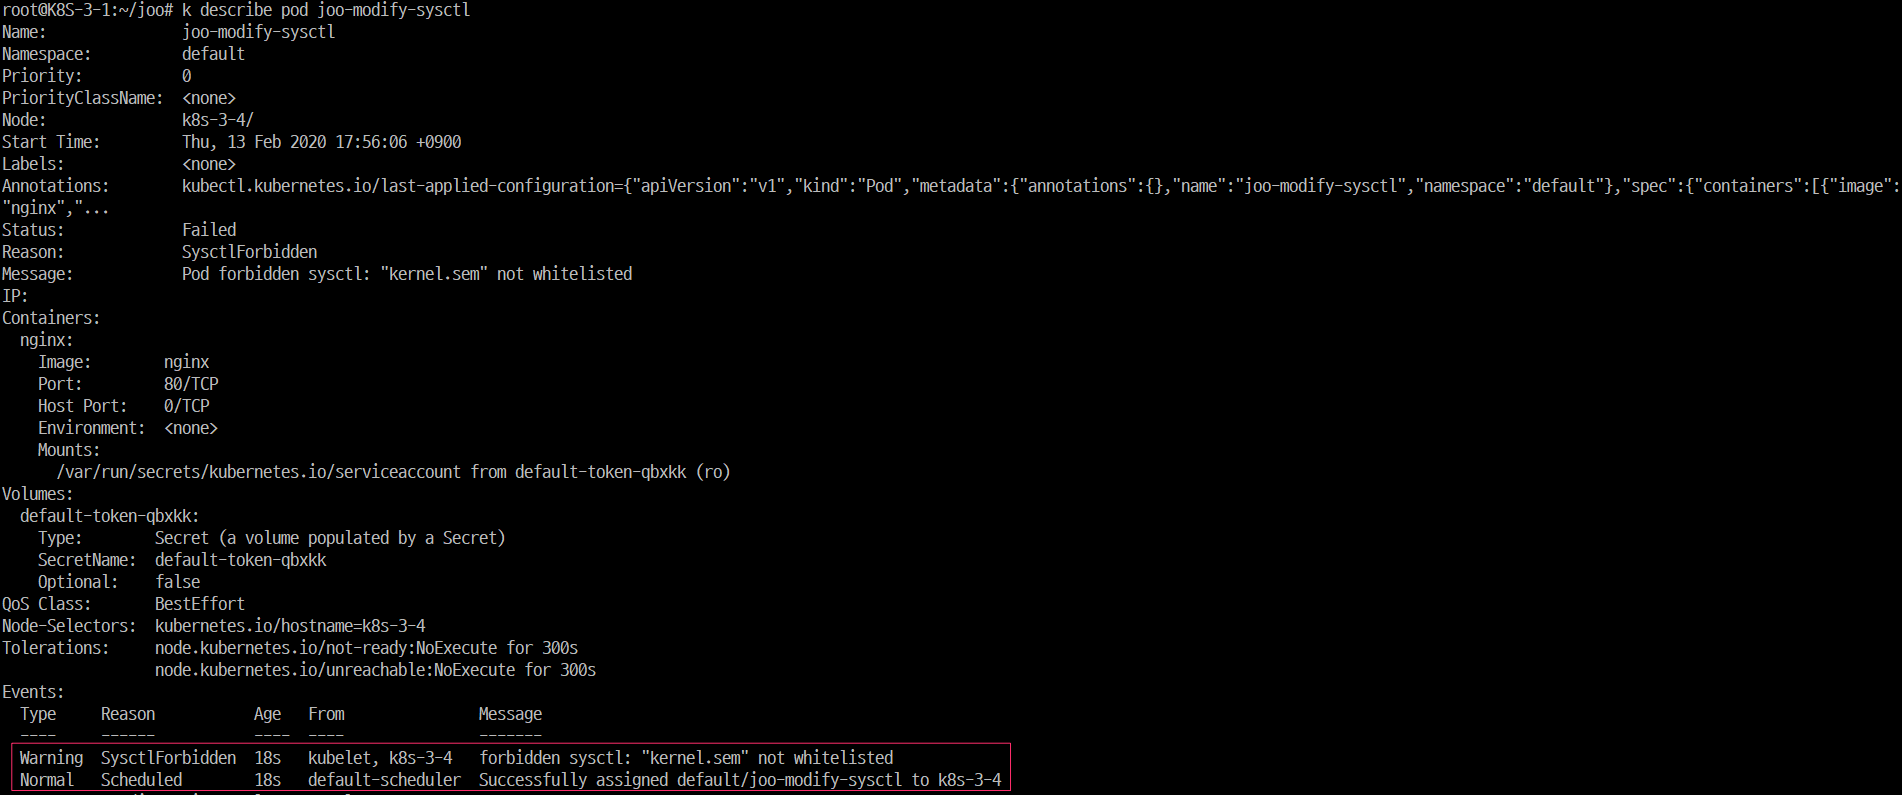 root@K8S-3-1:~/joo# k describe pod joo-modify-sysctl
Name:               joo-modify-sysctl
Namespace:          default
Priority:           0
PriorityClassName:  <none>
Node:               k8s-3-4/
Start Time:         Thu, 13 Feb 2020 17:56:06 +0900
Labels:             <none>
Annotations:        kubectl.kubernetes.io/last-applied-configuration={"apiVersion":"v1","kind":"Pod","metadata":{"annotations":{},"name":"joo-modify-sysctl","namespace":"default"},"spec":{"containers":[{"image":
"nginx","...
Status:             Failed
Reason:             SysctlForbidden
Message:            Pod forbidden sysctl: "kernel.sem" not whitelisted
IP:
Containers:
  nginx:
    Image:        nginx
    Port:         80/TCP
    Host Port:    0/TCP
    Environment:  <none>
    Mounts:
      /var/run/secrets/kubernetes.io/serviceaccount from default-token-qbxkk (ro)
Volumes:
  default-token-qbxkk:
    Type:        Secret (a volume populated by a Secret)
    SecretName:  default-token-qbxkk
    Optional:    false
QoS Class:       BestEffort
Node-Selectors:  kubernetes.io/hostname=k8s-3-4
Tolerations:     node.kubernetes.io/not-ready:NoExecute for 300s
                 node.kubernetes.io/unreachable:NoExecute for 300s
Events:
  Type     Reason           Age   From               Message
  ----     ------           ----  ----               -------
  Warning  SysctlForbidden  18s   kubelet, k8s-3-4   forbidden sysctl: "kernel.sem" not whitelisted
  Normal   Scheduled        18s   default-scheduler  Successfully assigned default/joo-modify-sysctl to k8s-3-4